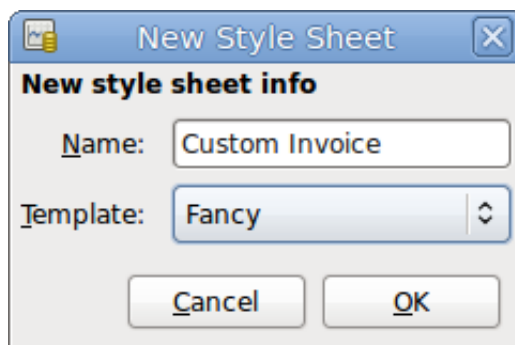 New Style Sheet
New style sheet info
Name: Custom Invoice
Template: Fancy
Cancel OK